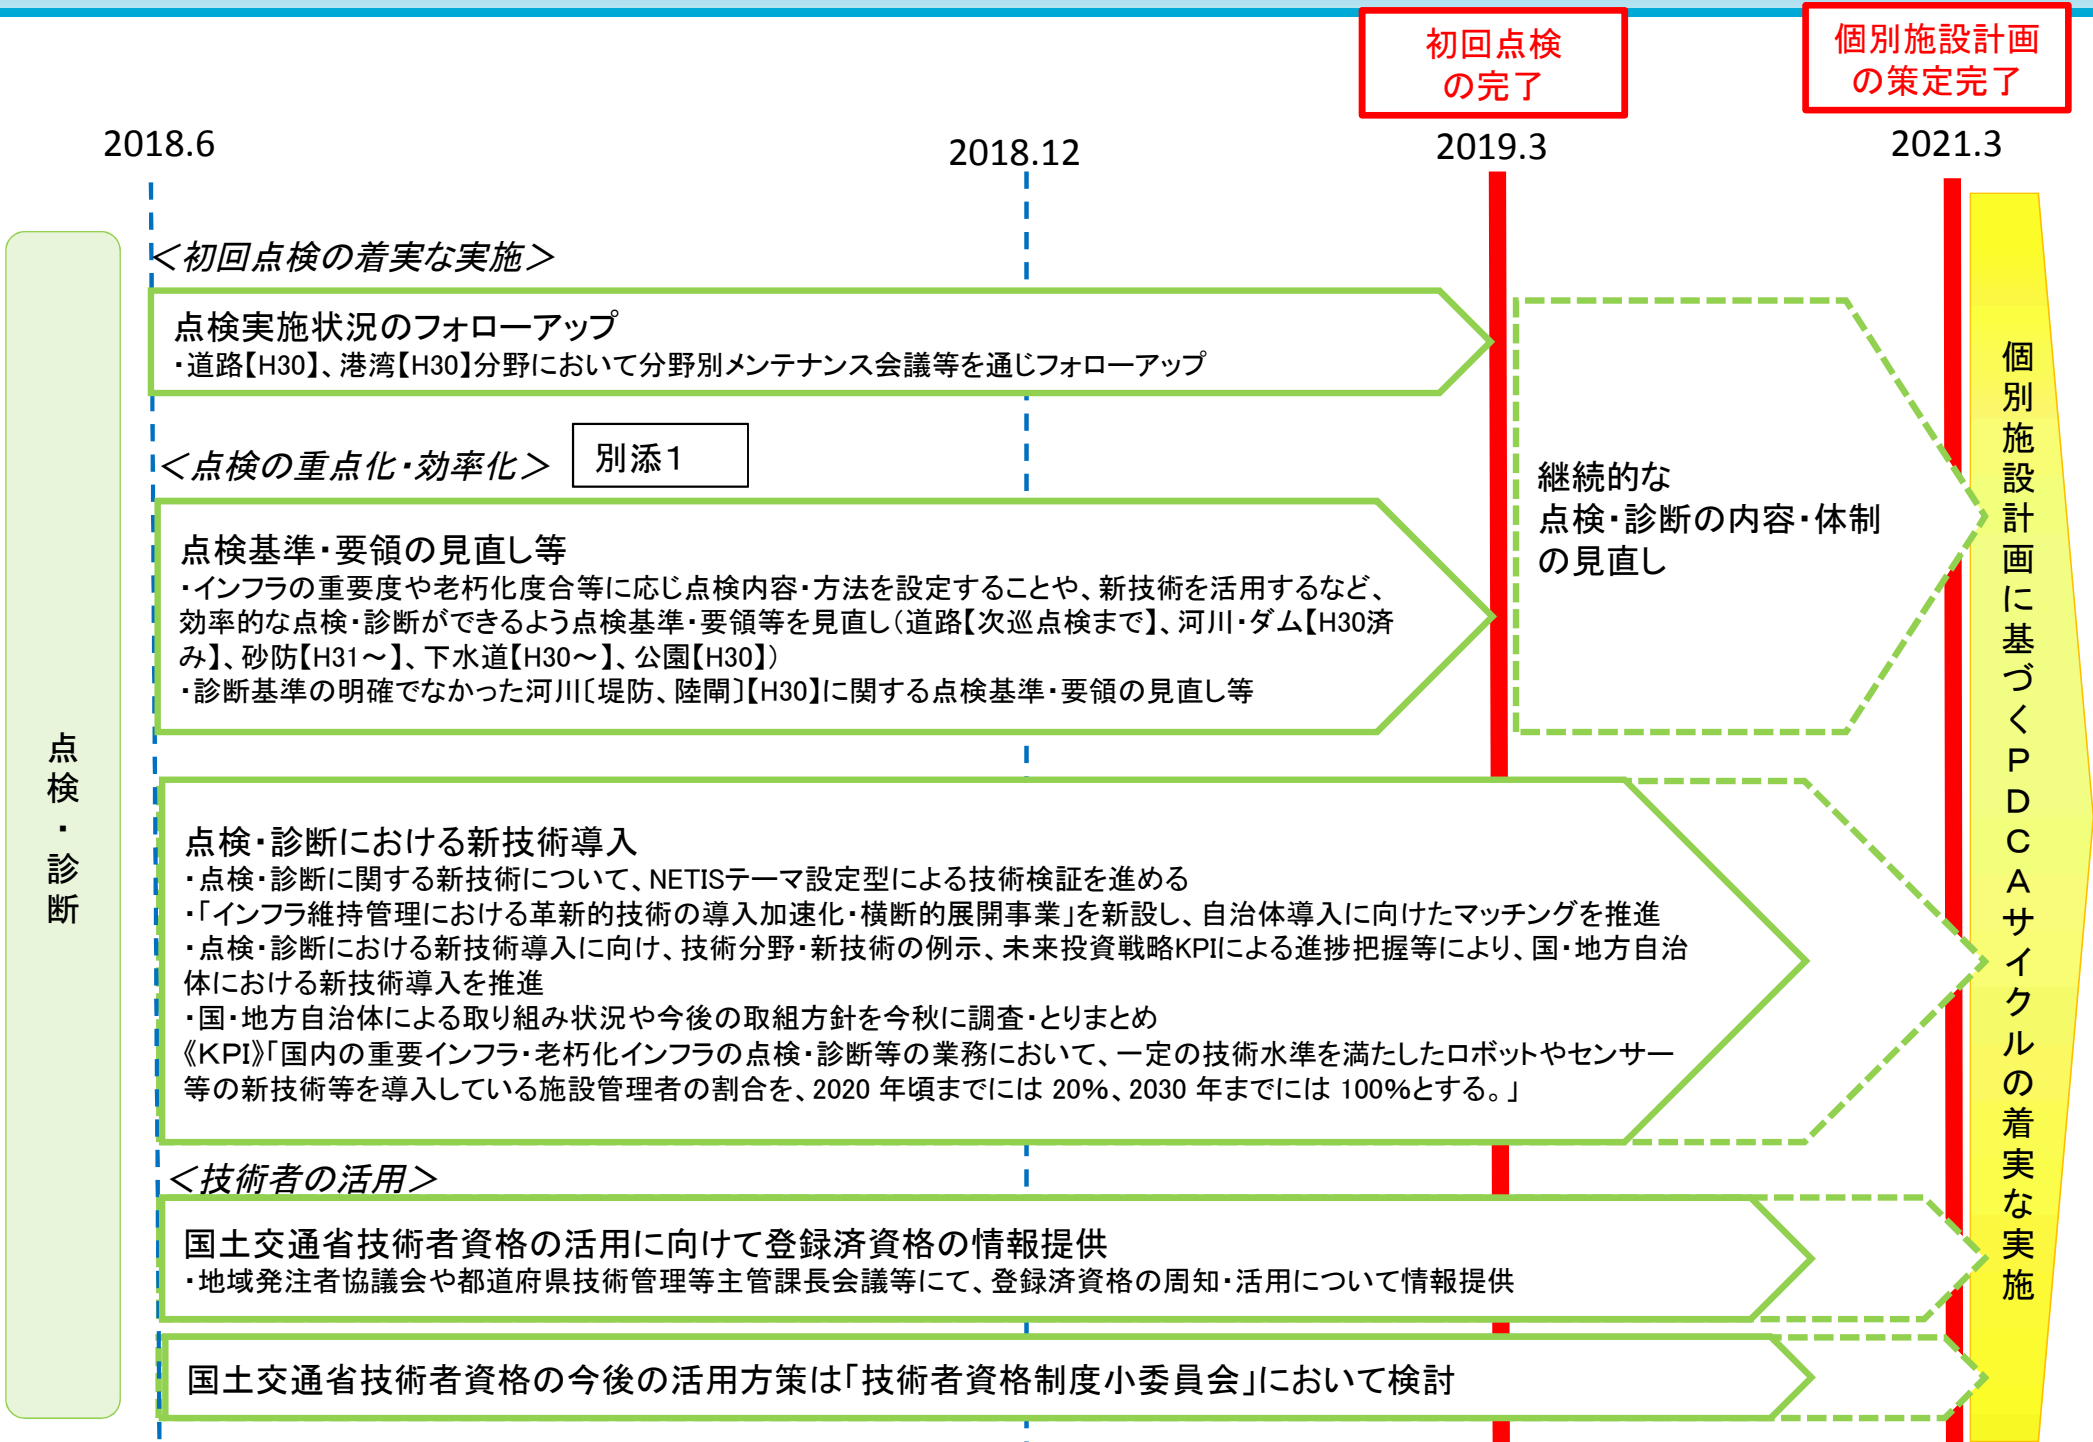 初回点検
の完了
個別施設計画
の策定完了
2018.6
2018.12
2019.3
2021.3
＜初回点検の着実な実施＞
点検実施状況のフォローアップ
・道路【H30】、港湾【H30】分野において分野別メンテナンス会議等を通じフォローアップ
＜点検の重点化・効率化＞
別添１
点検基準・要領の見直し等
・インフラの重要度や老朽化度合等に応じ点検内容・方法を設定することや、新技術を活用するなど、
効率的な点検・診断ができるよう点検基準・要領等を見直し（道路【次巡点検まで】、河川・ダム【H30済
み】、砂防【H31～】、下水道【H30～】、公園【H30】）
・診断基準の明確でなかった河川〔堤防、陸閘〕【H30】に関する点検基準・要領の見直し等
継続的な
点検・診断の内容・体制
の見直し
点検・診断
点検・診断における新技術導入
・点検・診断に関する新技術について、NETISテーマ設定型による技術検証を進める
・「インフラ維持管理における革新的技術の導入加速化・横断的展開事業」を新設し、自治体導入に向けたマッチングを推進
・点検・診断における新技術導入に向け、技術分野・新技術の例示、未来投資戦略KPIによる進捗把握等により、国・地方自治
体における新技術導入を推進
・国・地方自治体による取り組み状況や今後の取組方針を今秋に調査・とりまとめ
《ＫＰＩ》「国内の重要インフラ・老朽化インフラの点検・診断等の業務において、一定の技術水準を満たしたロボットやセンサー
等の新技術等を導入している施設管理者の割合を、2020 年頃までには 20%、2030 年までには 100%とする。」
＜技術者の活用＞
国土交通省技術者資格の活用に向けて登録済資格の情報提供
・地域発注者協議会や都道府県技術管理等主管課長会議等にて、登録済資格の周知・活用について情報提供
国土交通省技術者資格の今後の活用方策は「技術者資格制度小委員会」において検討
個別施設計画に基づくＰＤＣＡサイクルの着実な実施